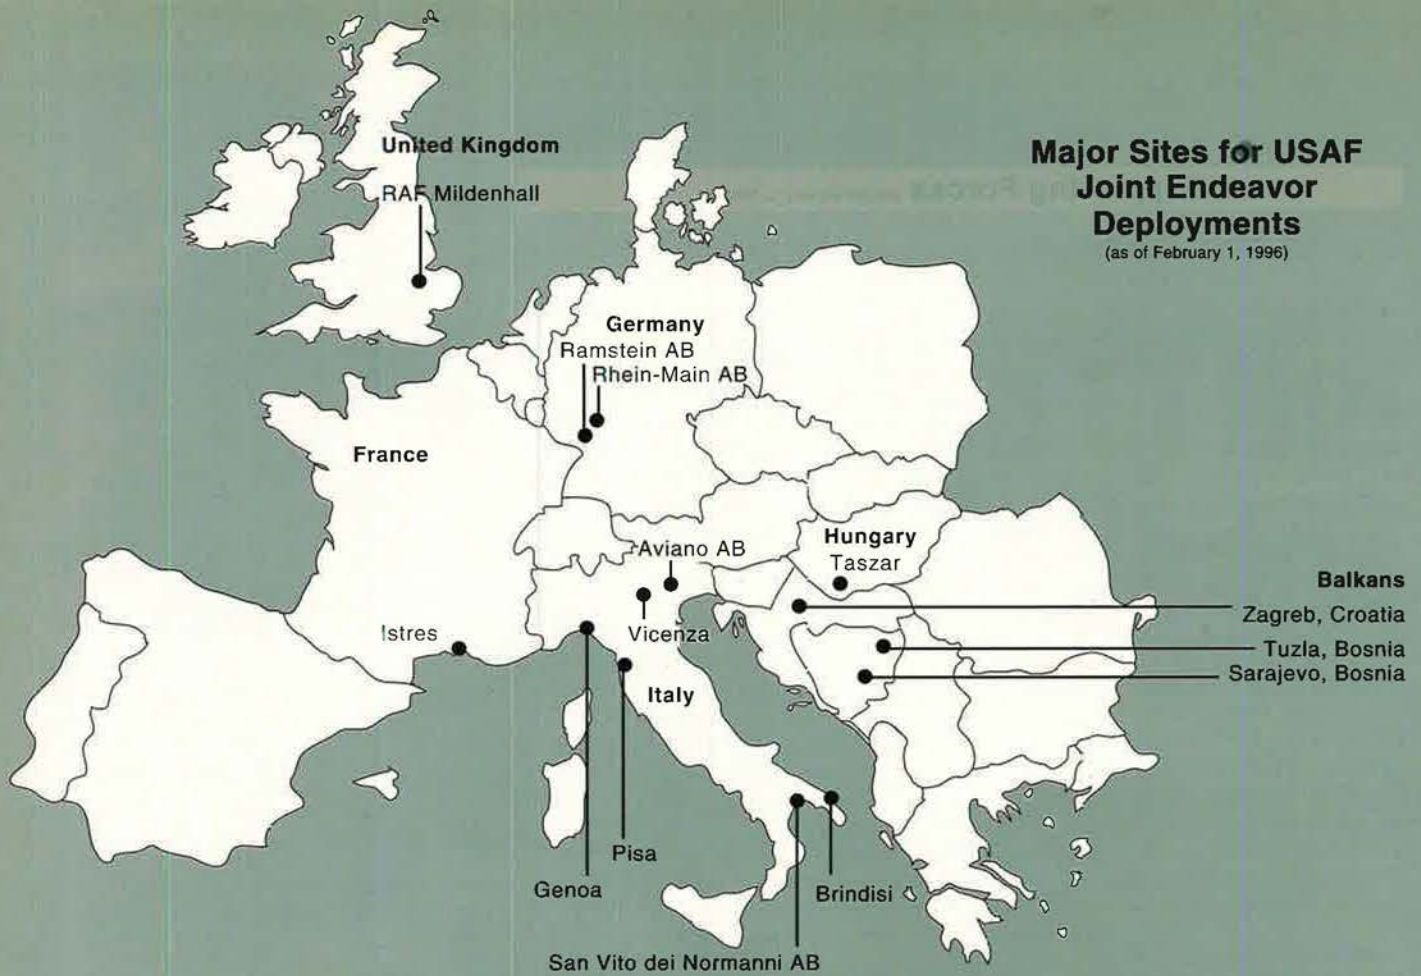 Major Sites for USAF
Joint Endeavor
Deployments
(as of February 1, 1996)
United Kingdom
RAF Mildenhall
Germany
Ramstein AB
Rhein-Main AB
France
Hungary
Taszar
Aviano AB
Balkans
Zagreb, Croatia
Istres
Vicenza
Tuzla, Bosnia
Sarajevo, Bosnia
Italy
Pisa
Genoa
Brindisi
San Vito dei Normanni AB